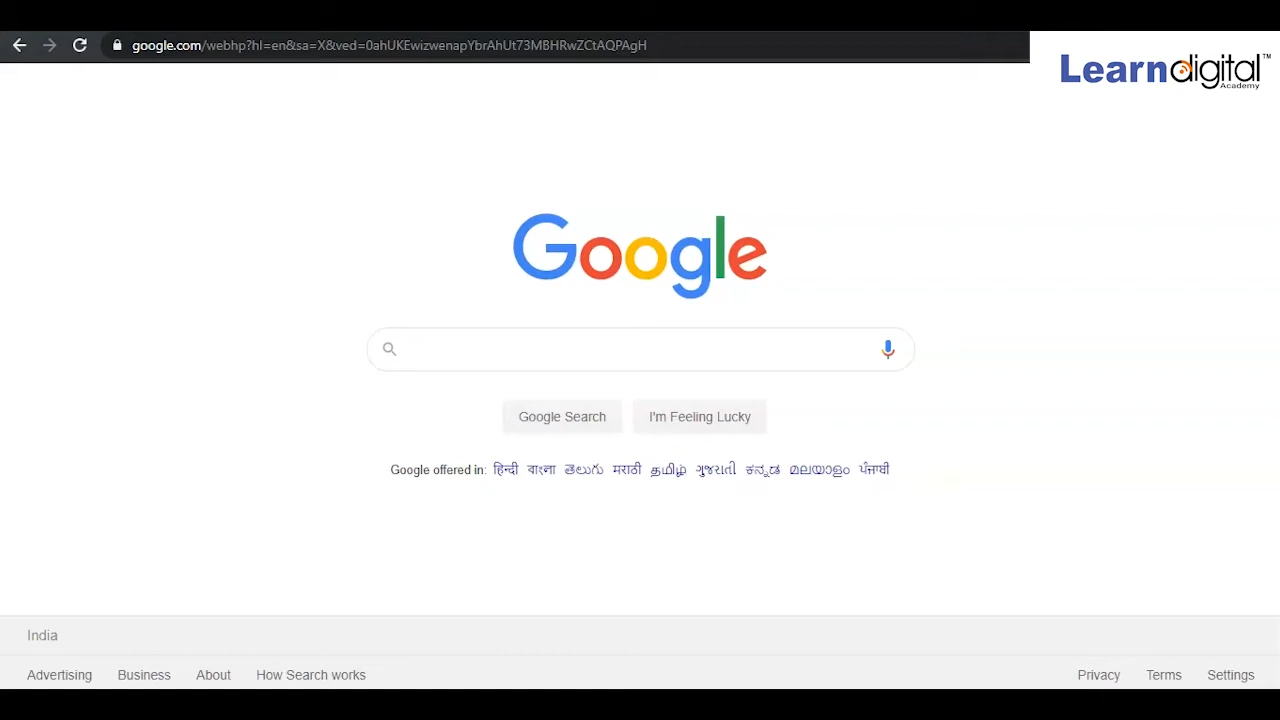 google.com/webhp?hl=en&sa=X&ved=0ahUKEwizwenapYbrAhUt73MBHRwZCtAQPAgH
Learndigital™
Academy
Google
Google Search I'm Feeling Lucky
Google offered in: हिन्दी বাংলা తెలుగు मराठी தமிழ் ગુજરાતી ಕನ್ನಡ മലയാളം ਪੰਜਾਬੀ
India
Advertising Business About How Search works Privacy Terms Settings